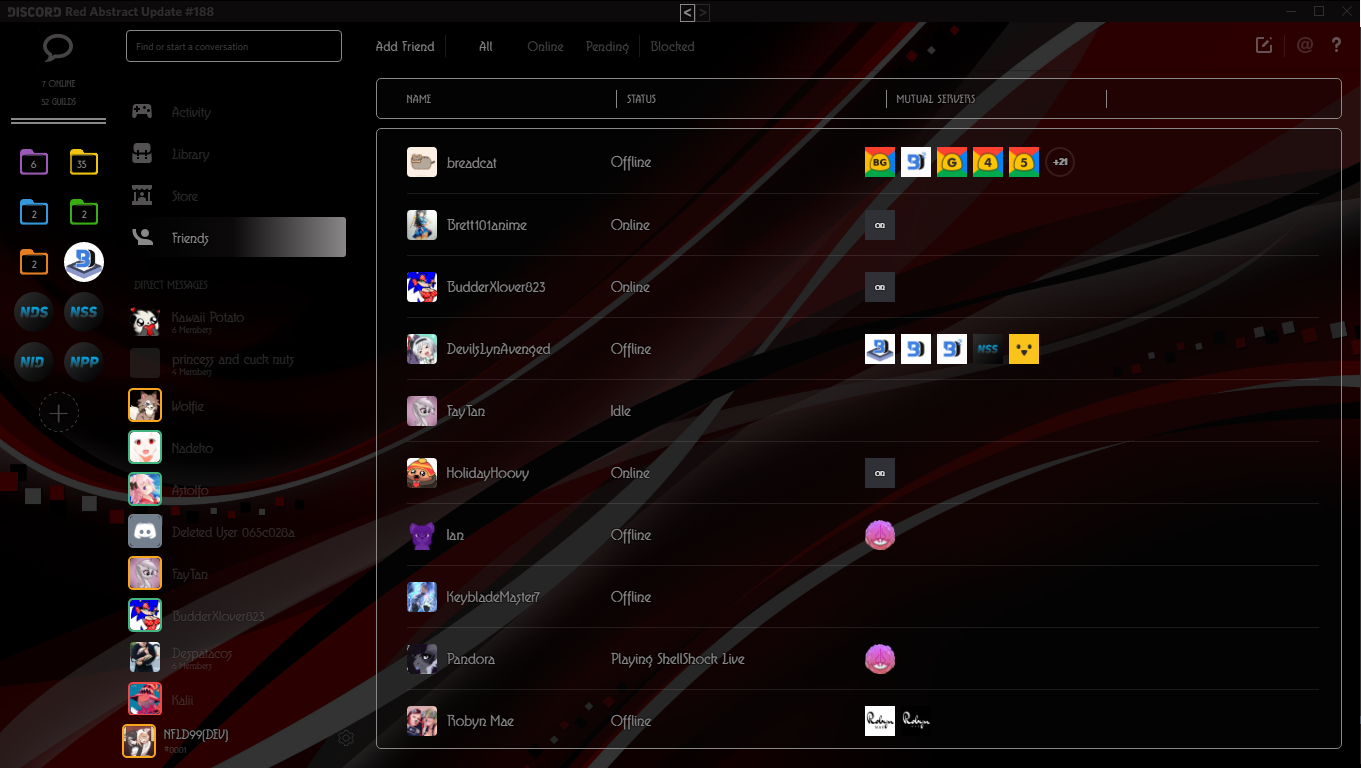 DISCORD Red Abstract Update #188
< >
7 ONLINE
52 GUILDS
6
35
2
2
2
NDS
NSS
NID
NPP
Find or start a conversation
Activity
Library
Store
Friends
DIRECT MESSAGES
Kawaii Potato
6 Members
princess and cuck nuts
4 Members
Wolfie
Nadeko
Astolfo
Deleted User 065c028a
FayTan
BudderXlover823
Despatacos
6 Members
Kalii
NFLD99(DEV)
#0001
Add Friend All Online Pending Blocked @ ?
NAME STATUS MUTUAL SERVERS
breadcat Offline BG G 4 5 +21
Brett101anime Online on
BudderXlover823 Online on
DevilsLynAvenged Offline NSS
FayTan Idle
HolidayHoovy Online on
Ian Offline
KeybladeMaster7 Offline
Pandora Playing ShellShock Live
Robyn Mae Offline Robyn Robyn